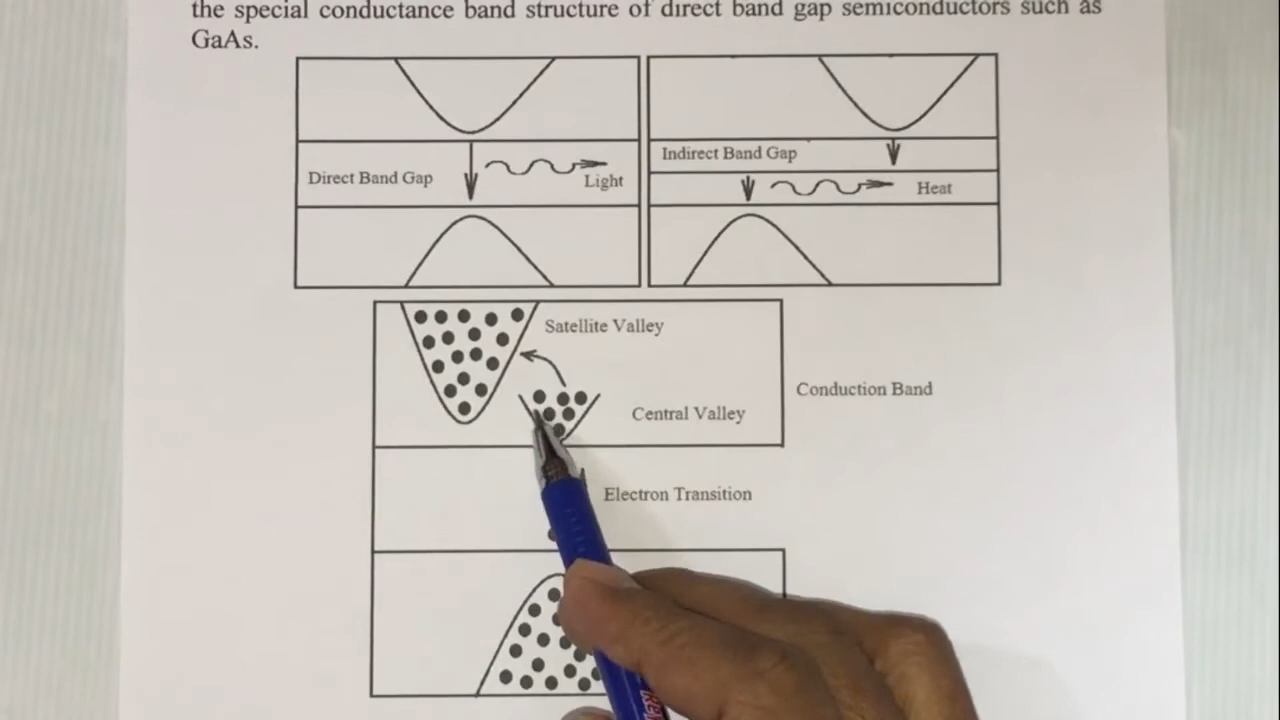 the special conductance band structure of direct band gap semiconductors such as
GaAs.
Direct Band Gap
Light
Indirect Band Gap
Heat
Satellite Valley
Conduction Band
Central Valley
Electron Transition